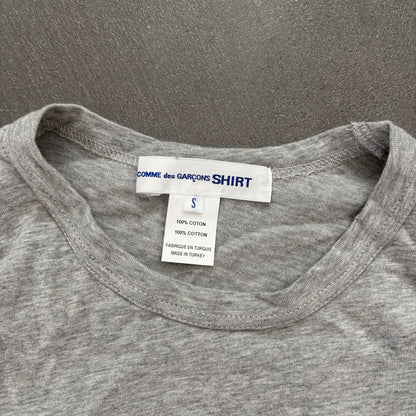 COMME des GARÇONS SHIRT
S
100% COTON
100% COTTON
FABRIQUE EN TURQUIE
MADE IN TURKEY